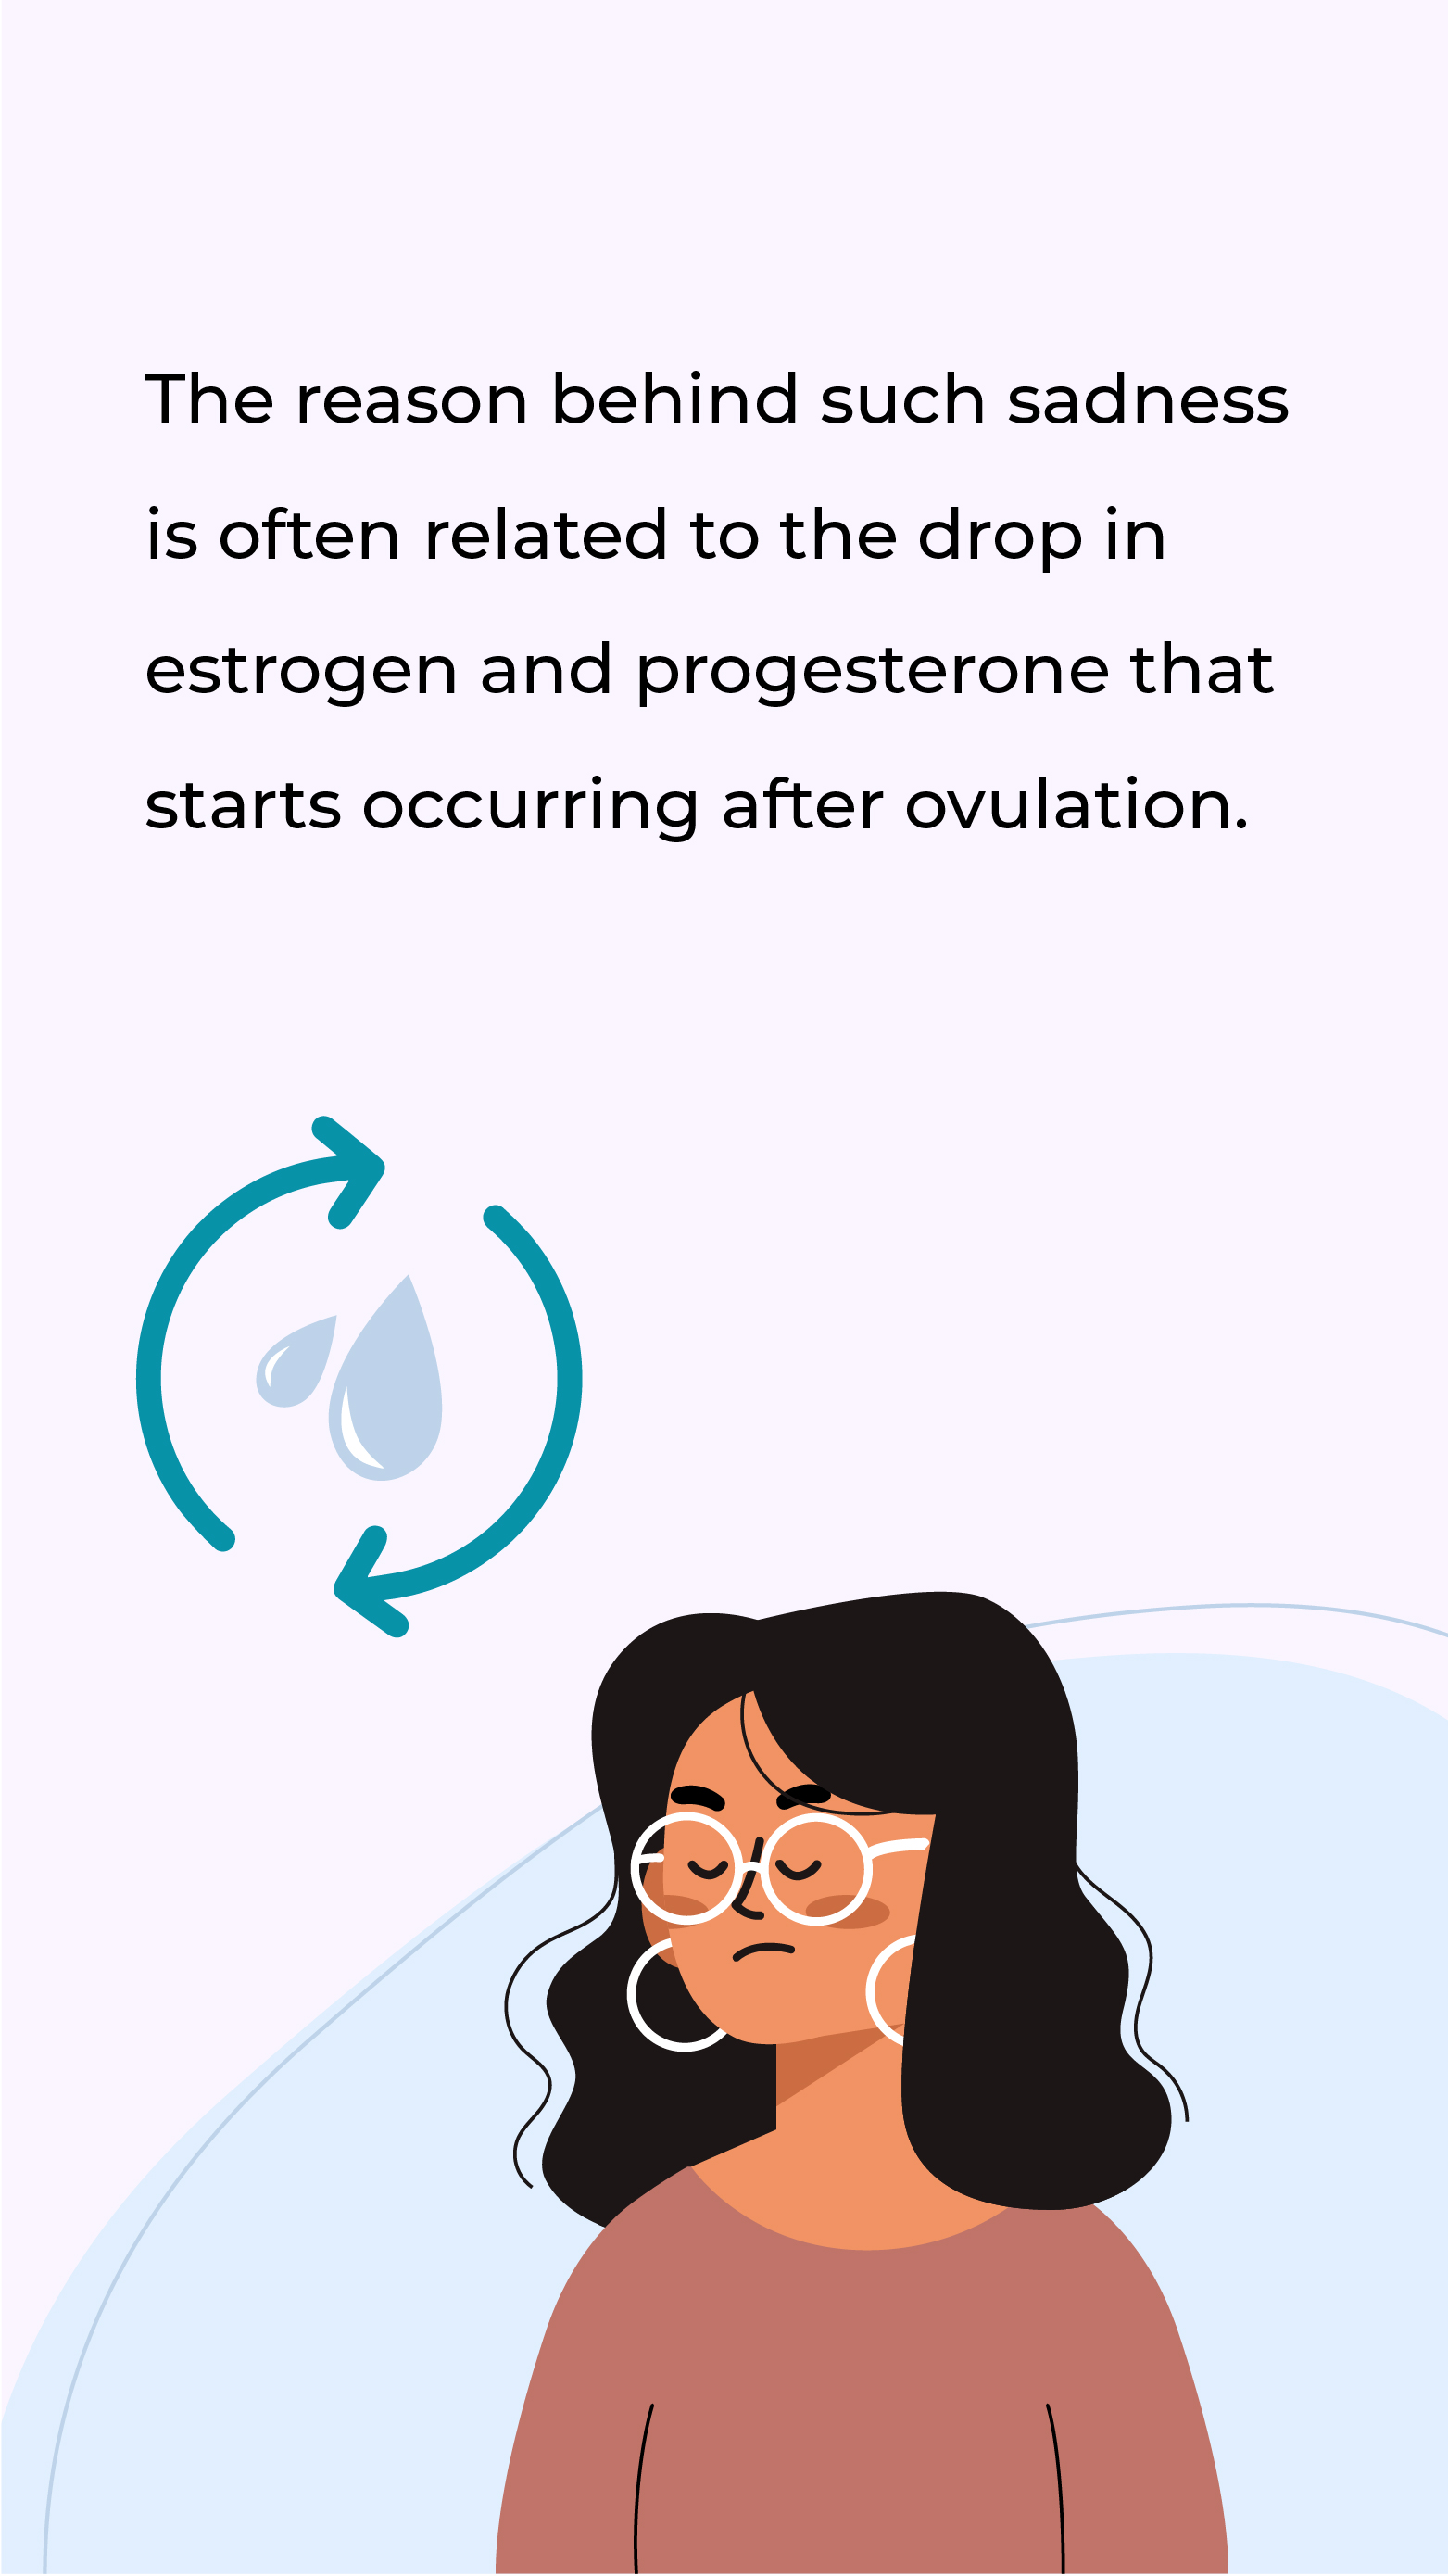 The reason behind such sadness
is often related to the drop in
estrogen and progesterone that
starts occurring after ovulation.